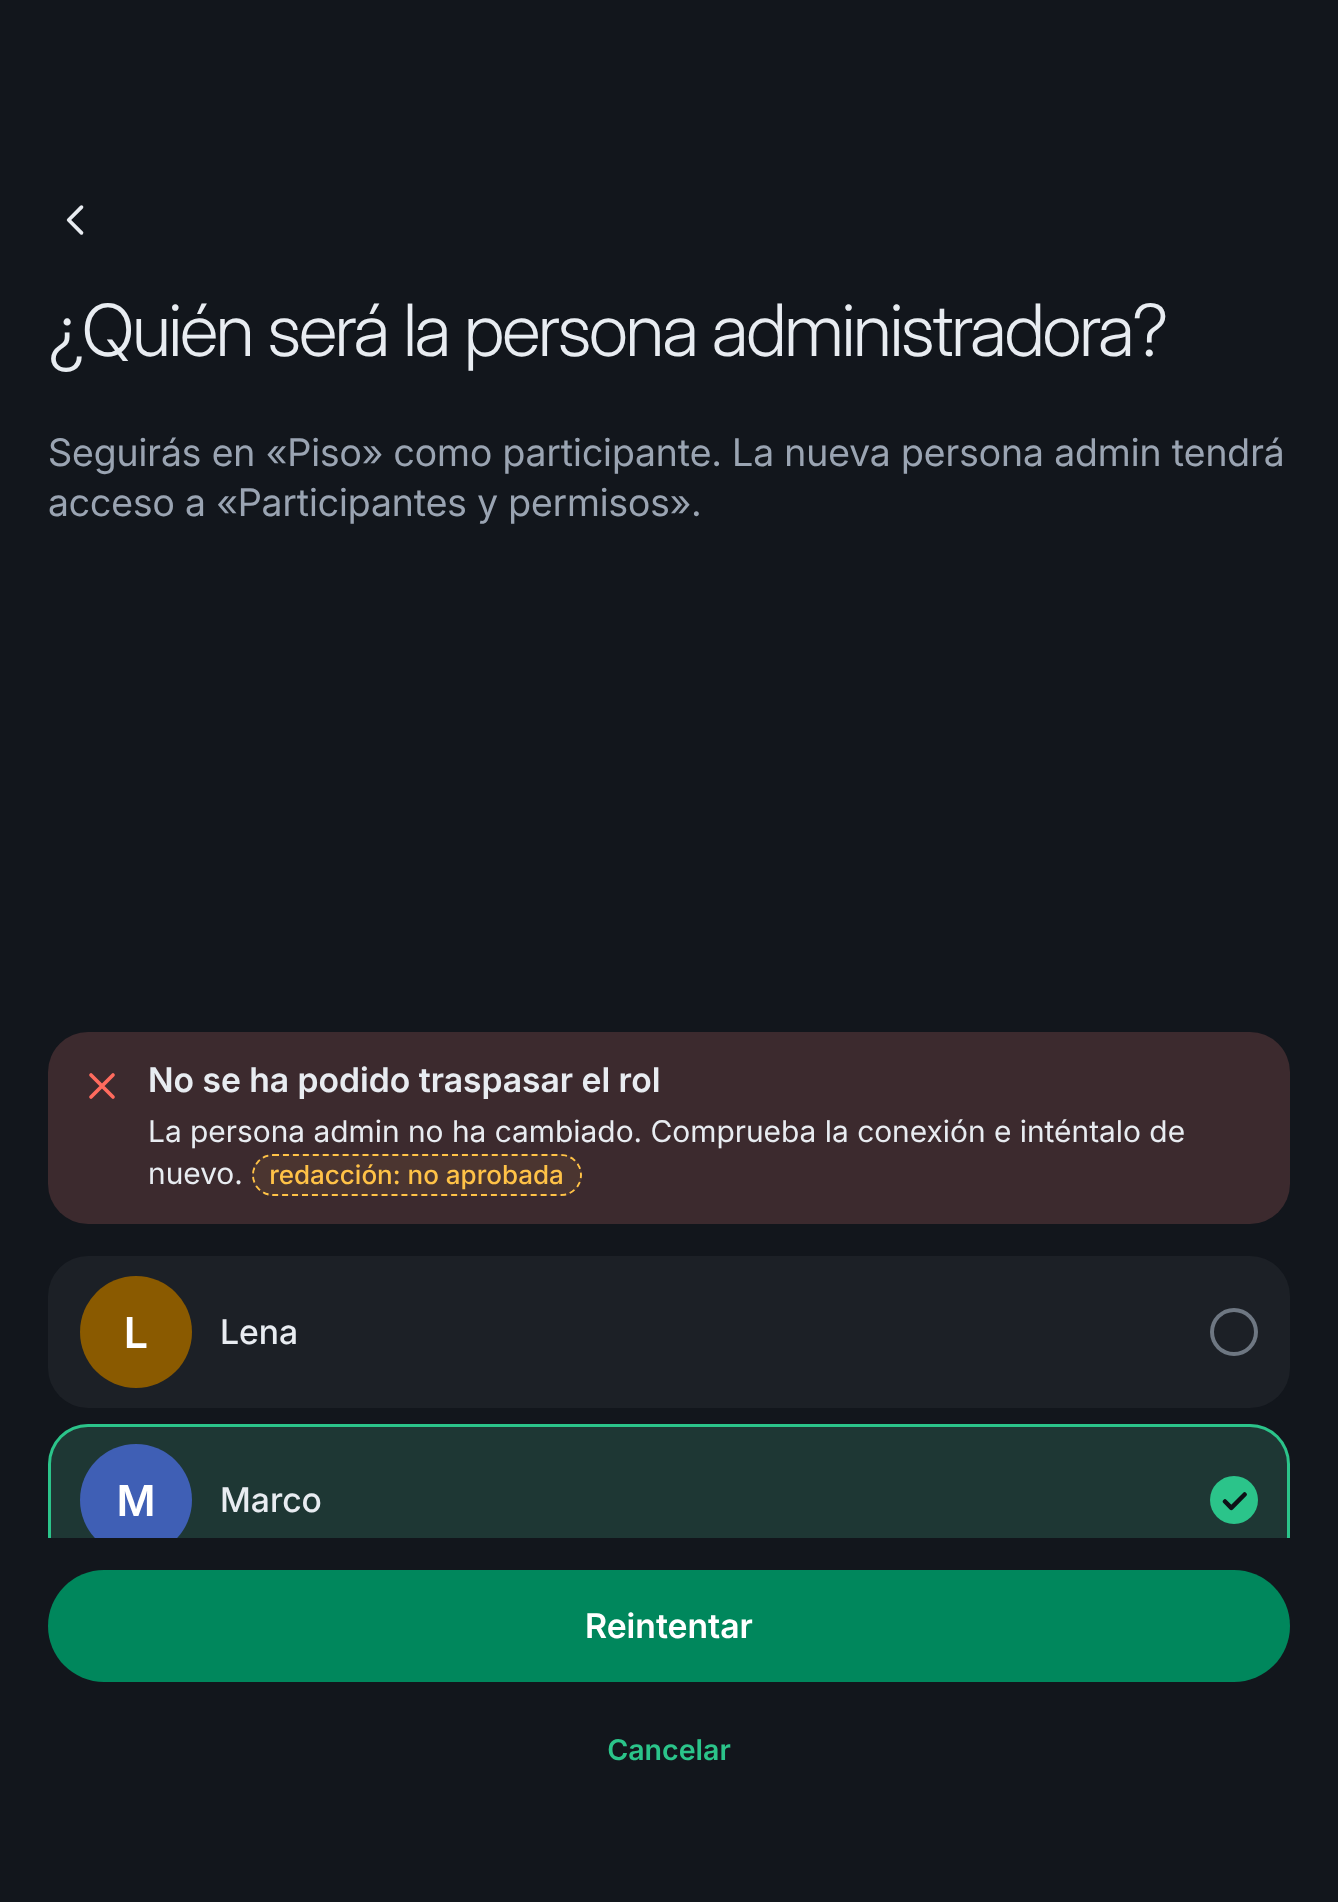 ¿Quién será la persona administradora?
Seguirás en «Piso» como participante. La nueva persona admin tendrá
acceso a «Participantes y permisos».
No se ha podido traspasar el rol
La persona admin no ha cambiado. Comprueba la conexión e inténtalo de
nuevo. redacción: no aprobada
L Lena
M Marco
Reintentar
Cancelar